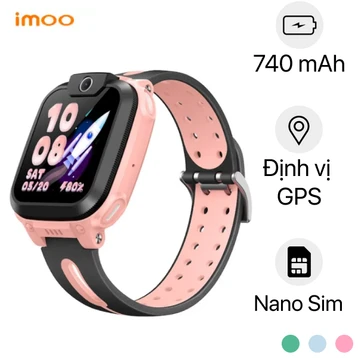 imoo
740 mAh
10
08
SAT
05/20 80%
Định vị
GPS
Nano Sim